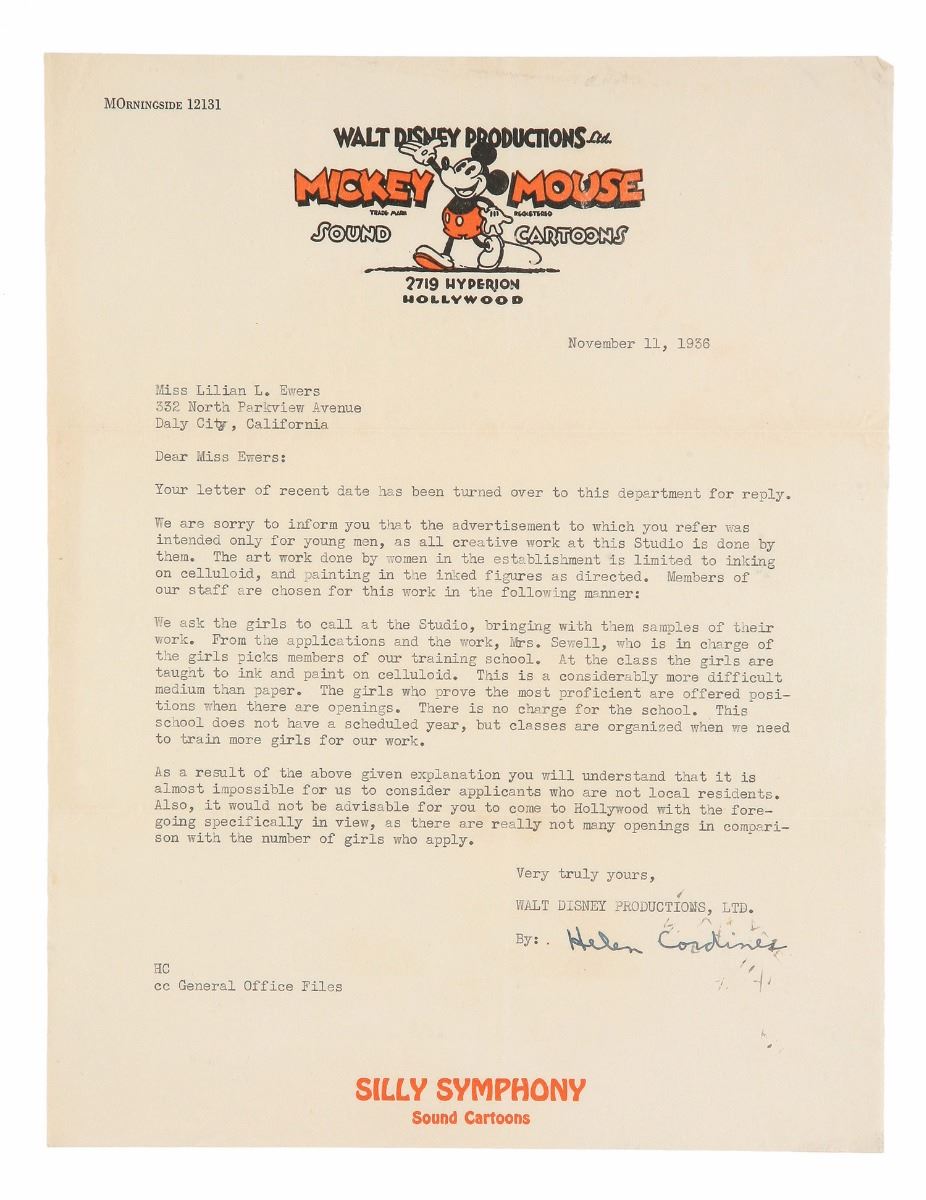 MORNINGSIDE 12131
WALT DISNEY PRODUCTIONS Ltd.
MICKEY MOUSE
TRADE MARK REGISTERED
SOUND CARTOONS
2719 HYPERION
HOLLYWOOD
November 11, 1936
Miss Lilian L. Ewers
332 North Parkview Avenue
Daly City, California
Dear Miss Ewers:
Your letter of recent date has been turned over to this department for reply.
We are sorry to inform you that the advertisement to which you refer was
intended only for young men, as all creative work at this Studio is done by
them. The art work done by women in the establishment is limited to inking
on celluloid, and painting in the inked figures as directed. Members of
our staff are chosen for this work in the following manner:
We ask the girls to call at the Studio, bringing with them samples of their
work. From the applications and the work, Mrs. Sewell, who is in charge of
the girls picks members of our training school. At the class the girls are
taught to ink and paint on celluloid. This is a considerably more difficult
medium than paper. The girls who prove the most proficient are offered posi-
tions when there are openings. There is no charge for the school. This
school does not have a scheduled year, but classes are organized when we need
to train more girls for our work.
As a result of the above given explanation you will understand that it is
almost impossible for us to consider applicants who are not local residents.
Also, it would not be advisable for you to come to Hollywood with the fore-
going specifically in view, as there are really not many openings in compari-
son with the number of girls who apply.
Very truly yours,
WALT DISNEY PRODUCTIONS, LTD.
By: . Helen Cordines
HC
cc General Office Files
SILLY SYMPHONY
Sound Cartoons